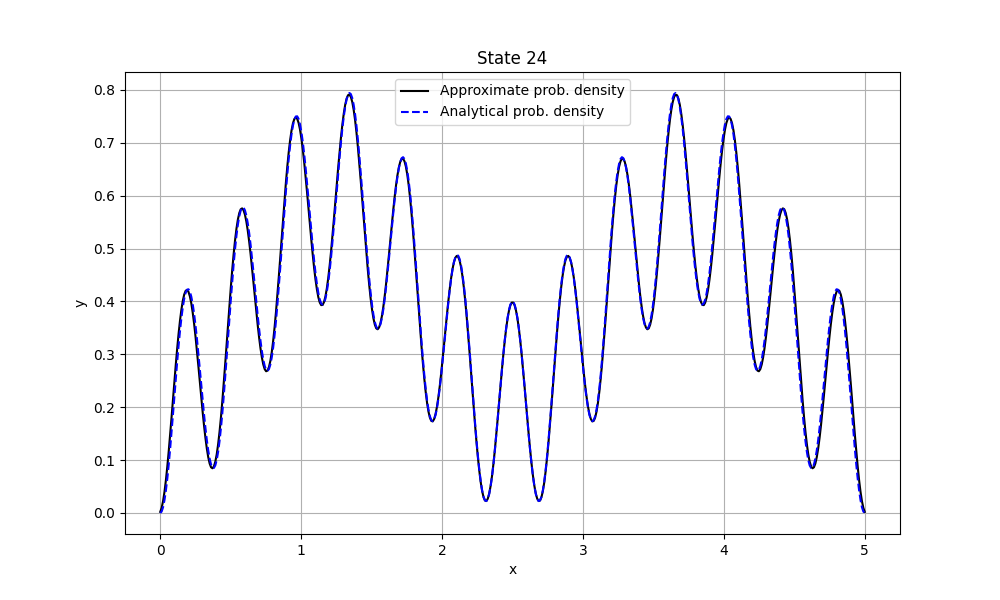 State 24
Approximate prob. density
Analytical prob. density
0.8
0.7
0.6
0.5
0.4
0.3
0.2
0.1
0.0
y
0 1 2 3 4 5
x